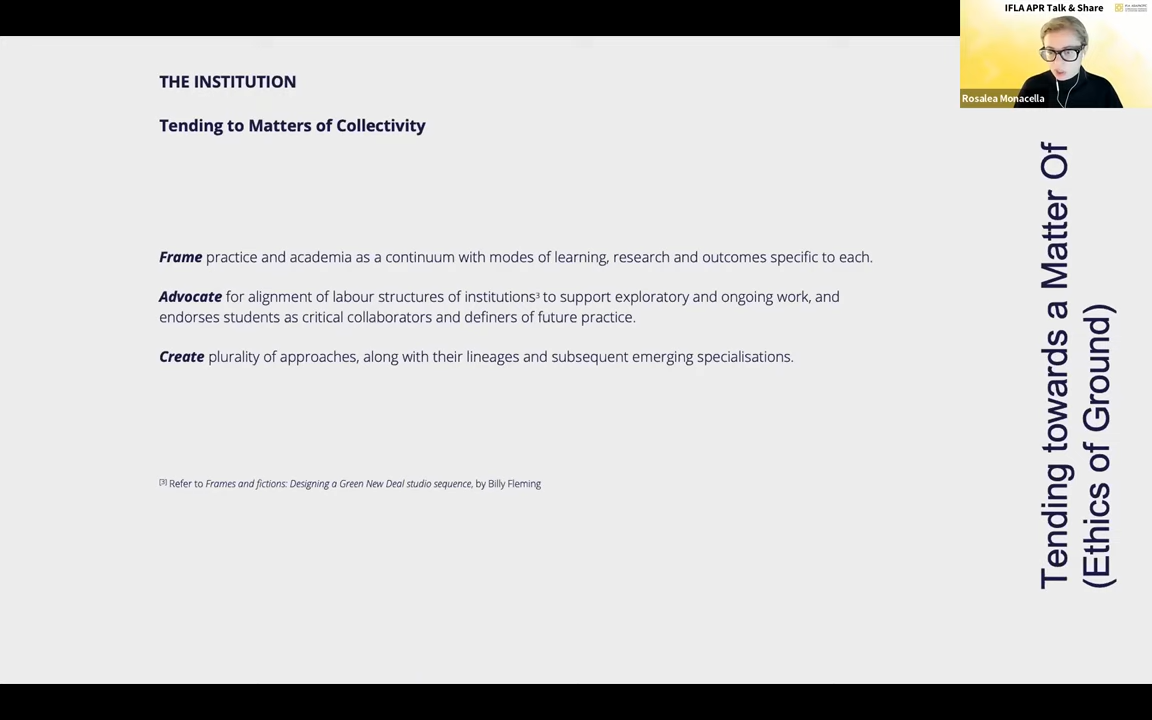 IFLA APR Talk & Share
Rosalea Monacella
THE INSTITUTION
Tending to Matters of Collectivity
Frame practice and academia as a continuum with modes of learning, research and outcomes specific to each.
Advocate for alignment of labour structures of institutions³ to support exploratory and ongoing work, and
endorses students as critical collaborators and definers of future practice.
Create plurality of approaches, along with their lineages and subsequent emerging specialisations.
[3] Refer to Frames and fictions: Designing a Green New Deal studio sequence, by Billy Fleming
Tending towards a Matter Of
(Ethics of Ground)